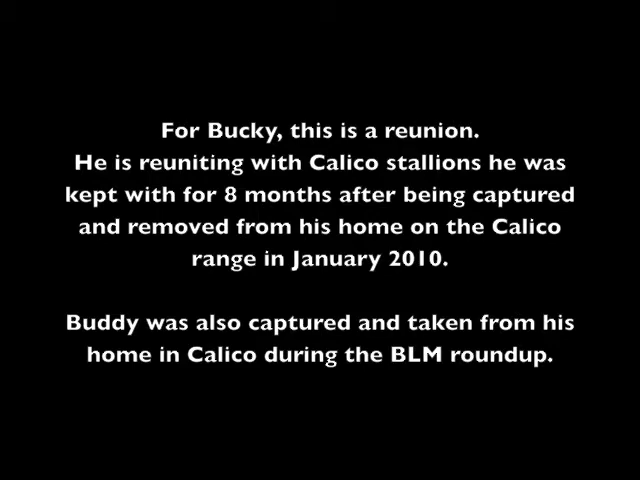 For Bucky, this is a reunion.
He is reuniting with Calico stallions he was
kept with for 8 months after being captured
and removed from his home on the Calico
range in January 2010.
Buddy was also captured and taken from his
home in Calico during the BLM roundup.